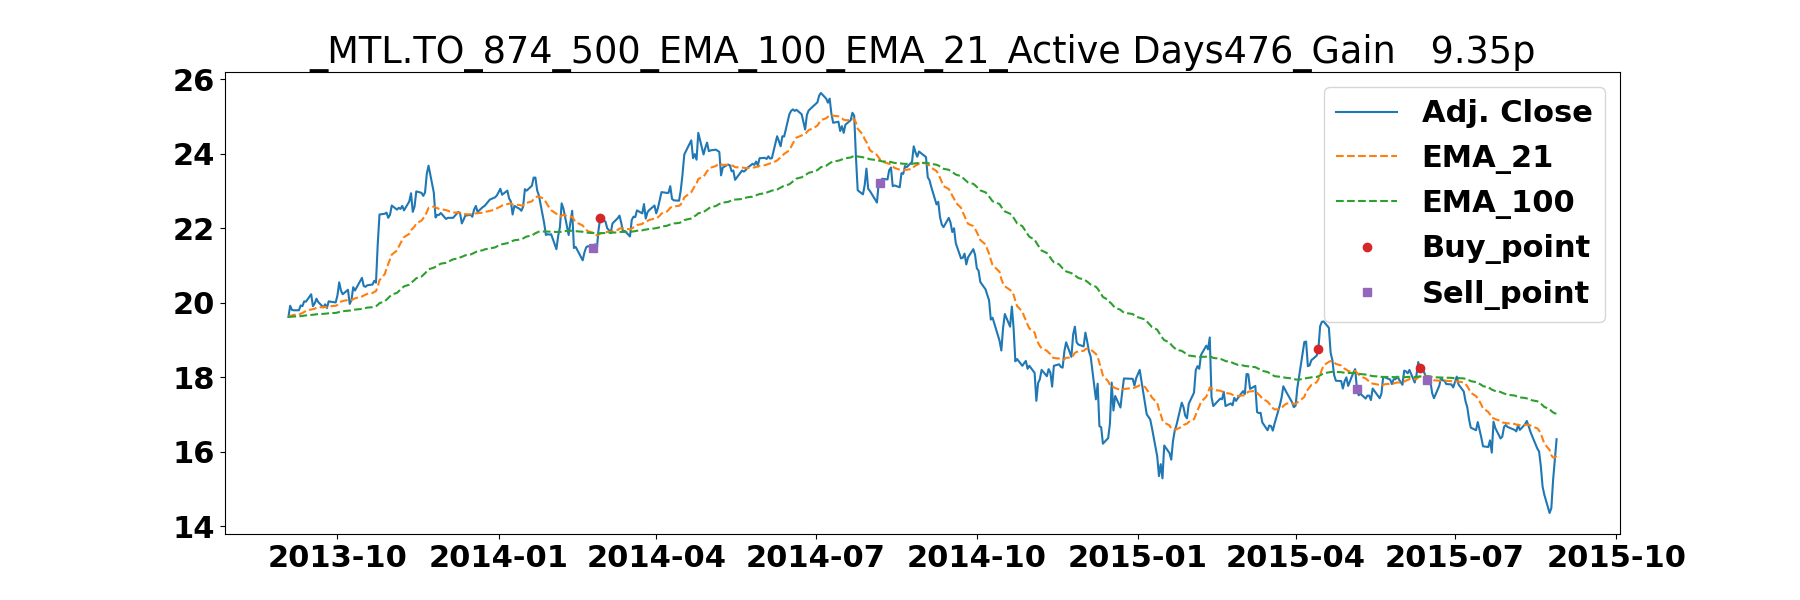 _MTL.TO_874_500_EMA_100_EMA_21_Active Days476_Gain   9.35p
26
24
22
20
18
16
14
Adj. Close
EMA_21
EMA_100
Buy_point
Sell_point
2013-10 2014-01 2014-04 2014-07 2014-10 2015-01 2015-04 2015-07 2015-10